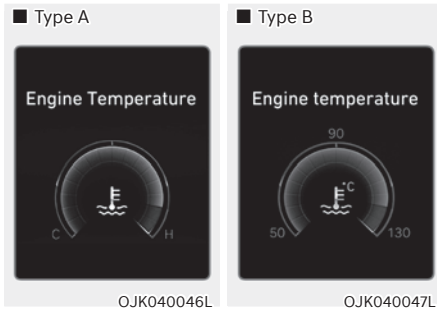 ■ Type A
Engine Temperature
C
H
OJK040046L
■ Type B
Engine temperature
90
°C
50
130
OJK040047L